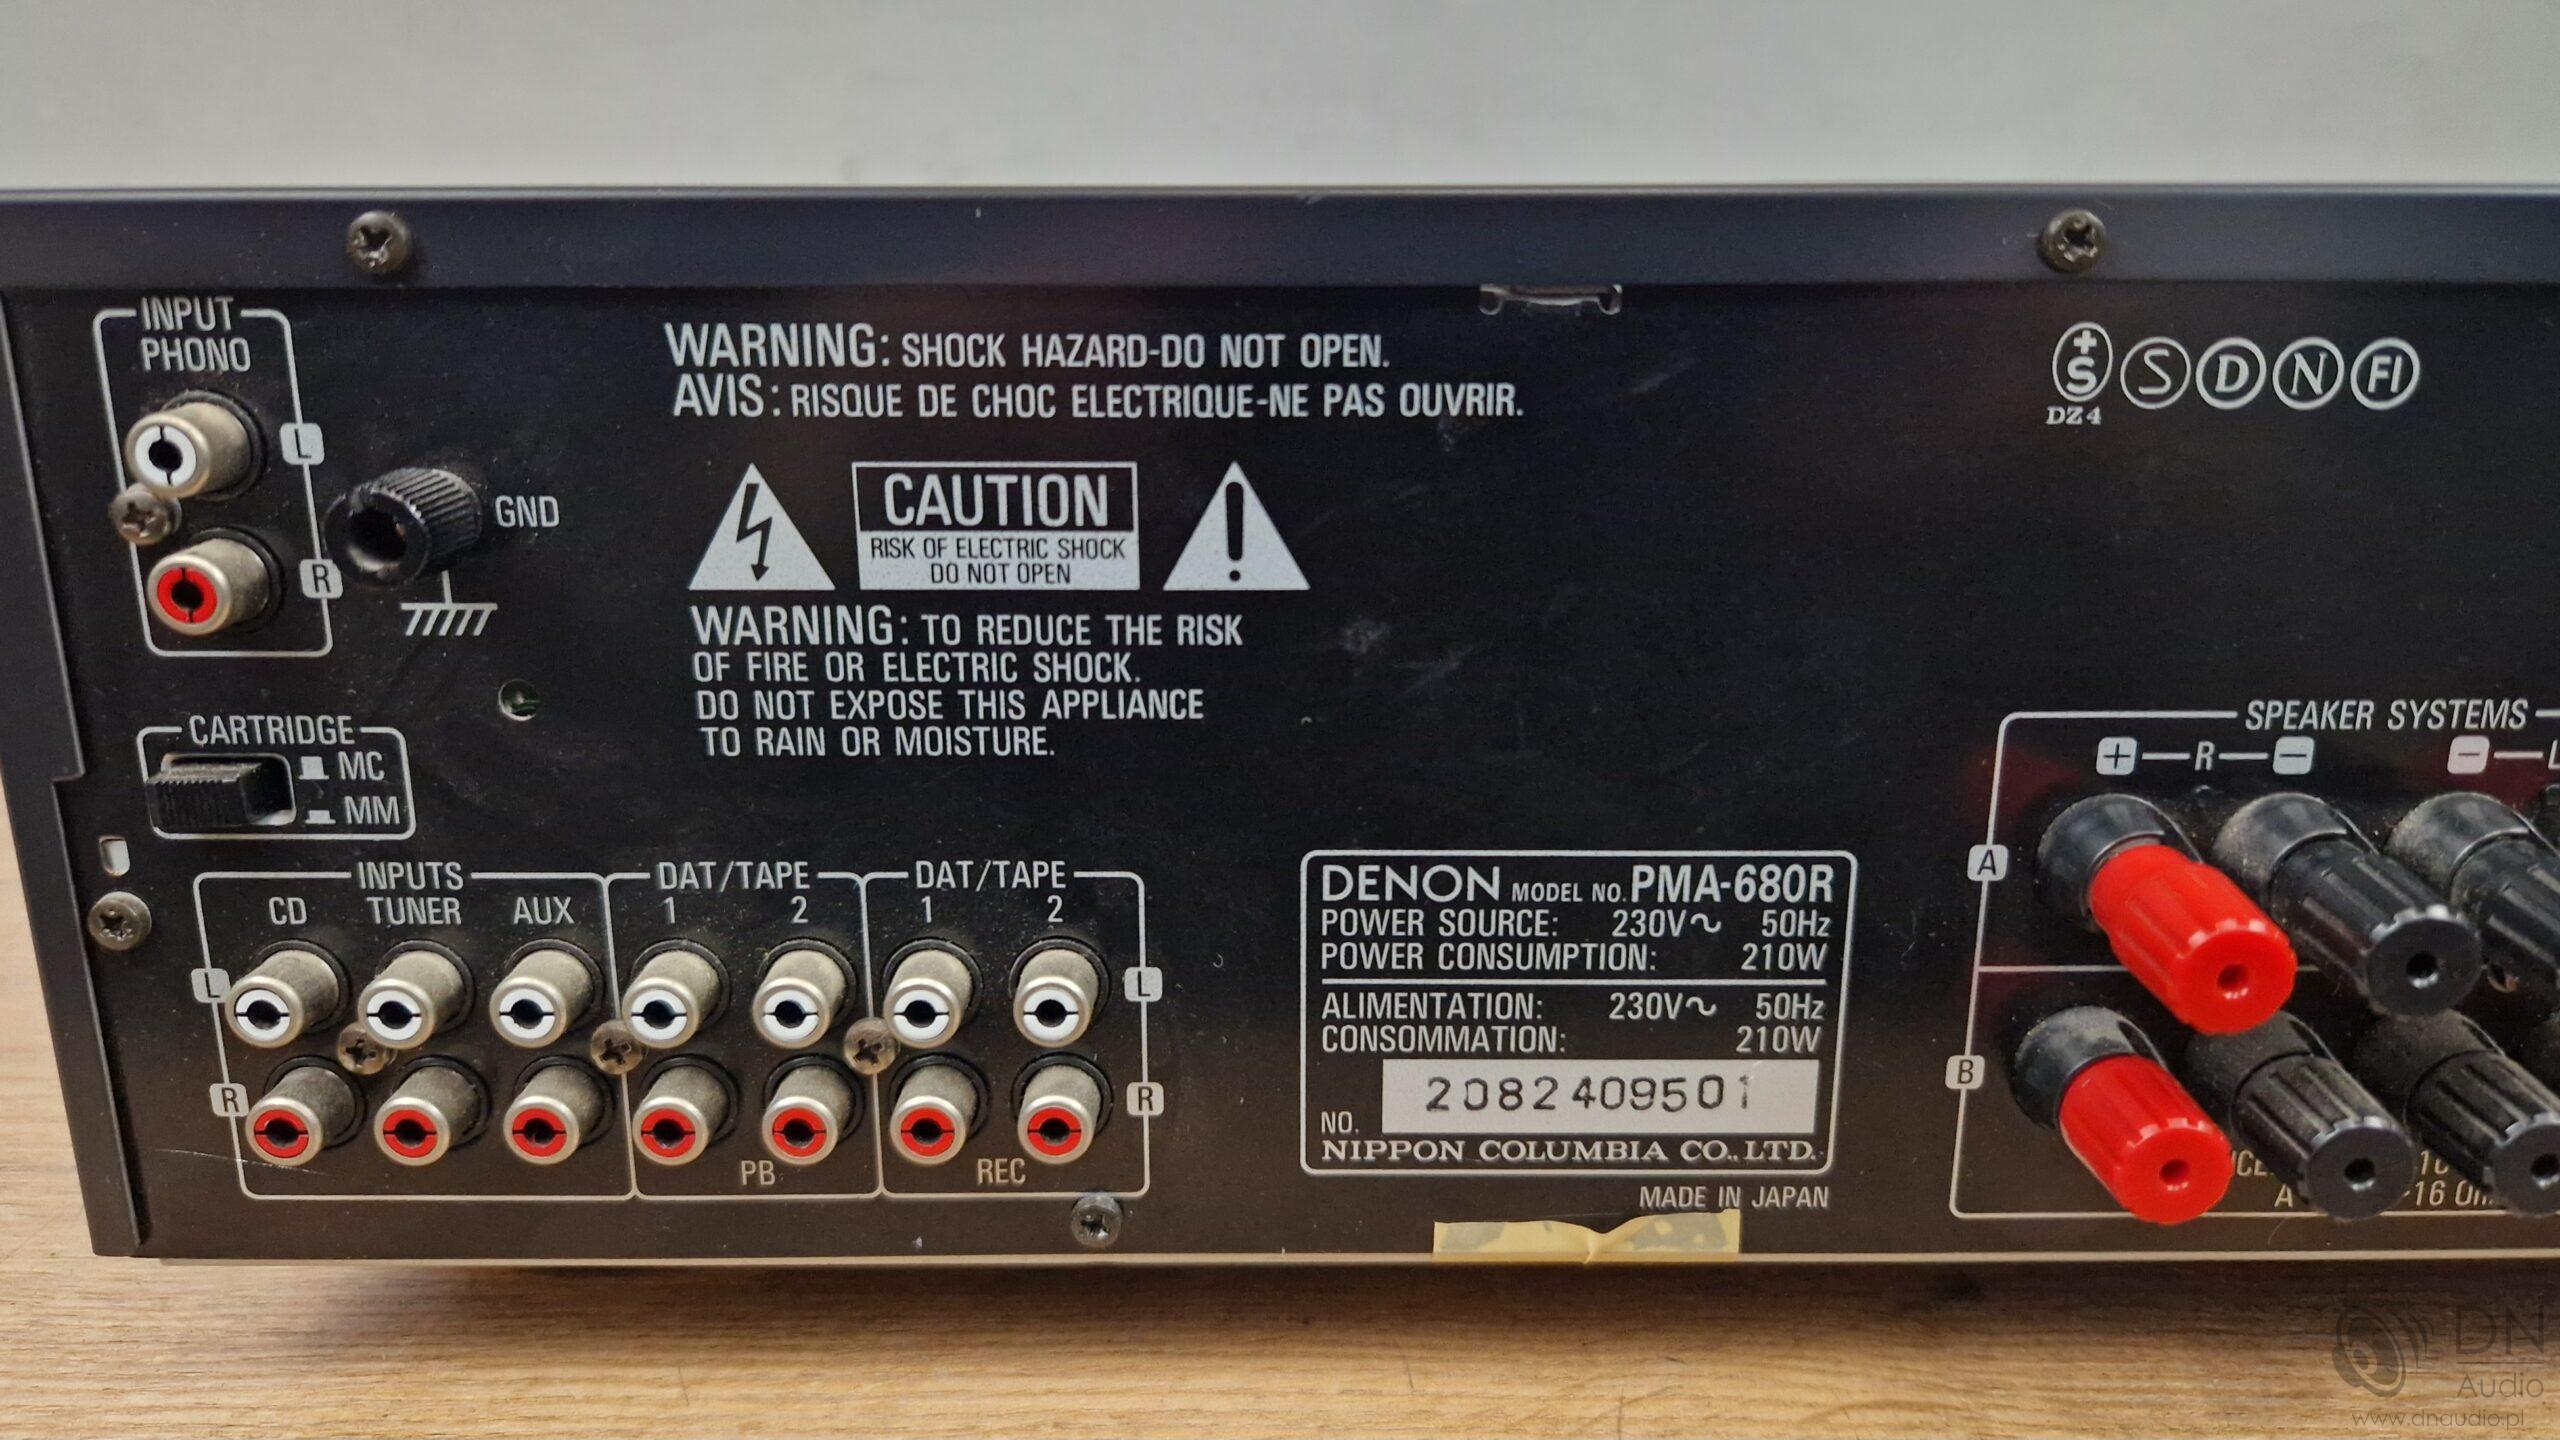 INPUT
PHONO
L
R
GND
CARTRIDGE
MC
MM
WARNING: SHOCK HAZARD-DO NOT OPEN.
AVIS: RISQUE DE CHOC ELECTRIQUE-NE PAS OUVRIR.
CAUTION
RISK OF ELECTRIC SHOCK
DO NOT OPEN
WARNING: TO REDUCE THE RISK
OF FIRE OR ELECTRIC SHOCK.
DO NOT EXPOSE THIS APPLIANCE
TO RAIN OR MOISTURE.
+S S D N FI
DZ4
INPUTS
CD TUNER AUX
DAT/TAPE
1 2
DAT/TAPE
1 2
L L
R R
PB REC
DENON MODEL NO. PMA-680R
POWER SOURCE: 230V~ 50Hz
POWER CONSUMPTION: 210W
ALIMENTATION: 230V~ 50Hz
CONSOMMATION: 210W
NO. 2082409501
NIPPON COLUMBIA CO., LTD.
MADE IN JAPAN
SPEAKER SYSTEMS
+ R − − L
A
B
A
DN
Audio
www.dnaudio.pl